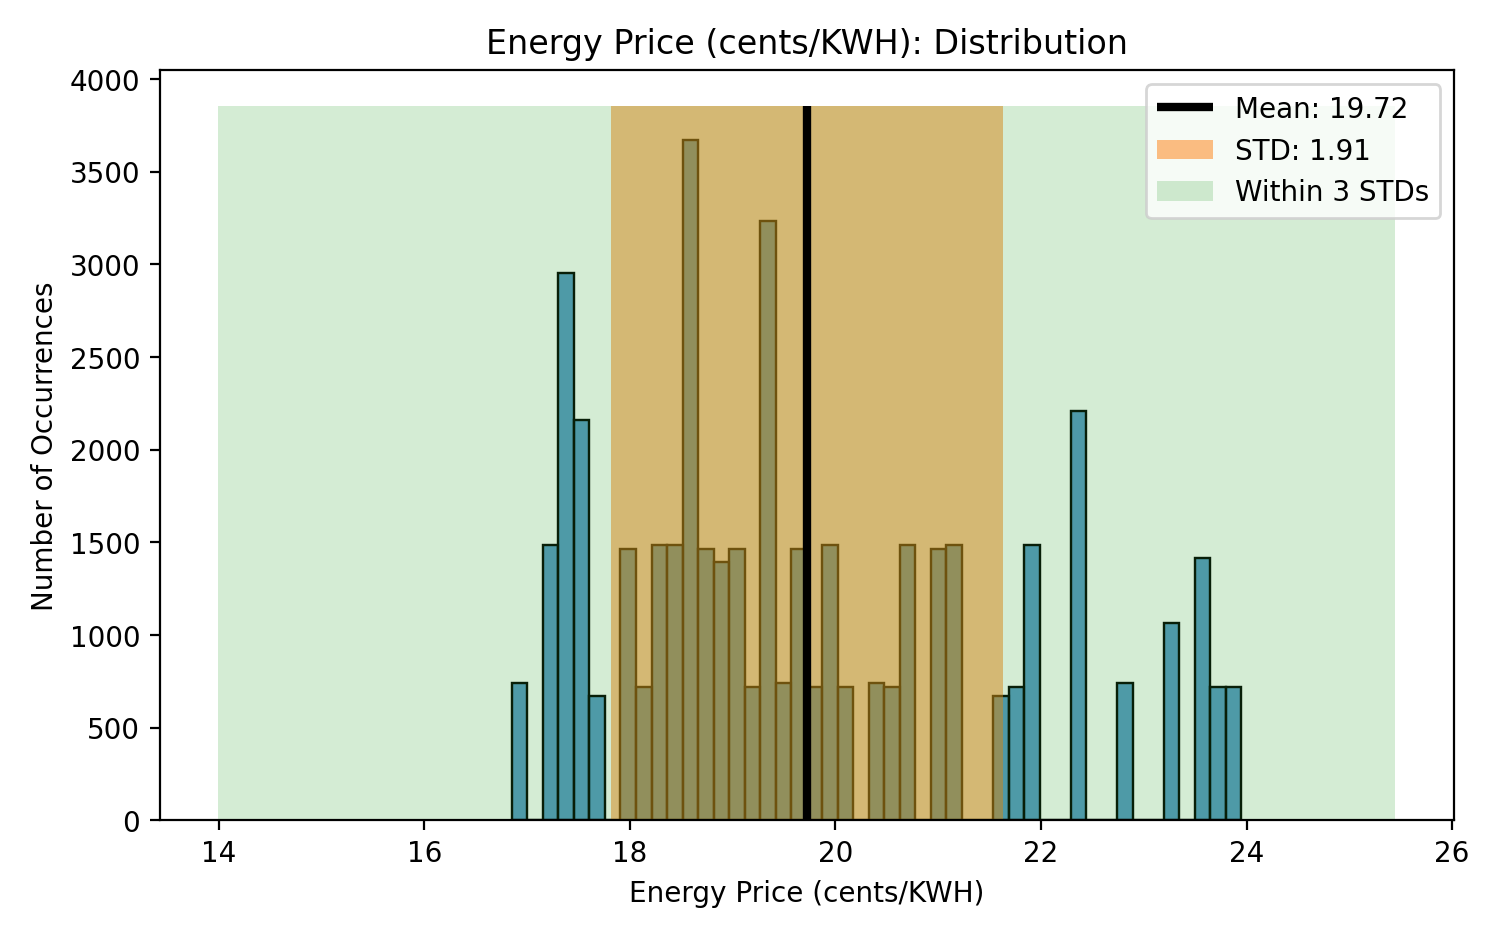 Energy Price (cents/KWH): Distribution
4000
3500
3000
2500
2000
1500
1000
500
0
Number of Occurrences
Mean: 19.72
STD: 1.91
Within 3 STDs
14 16 18 20 22 24 26
Energy Price (cents/KWH)